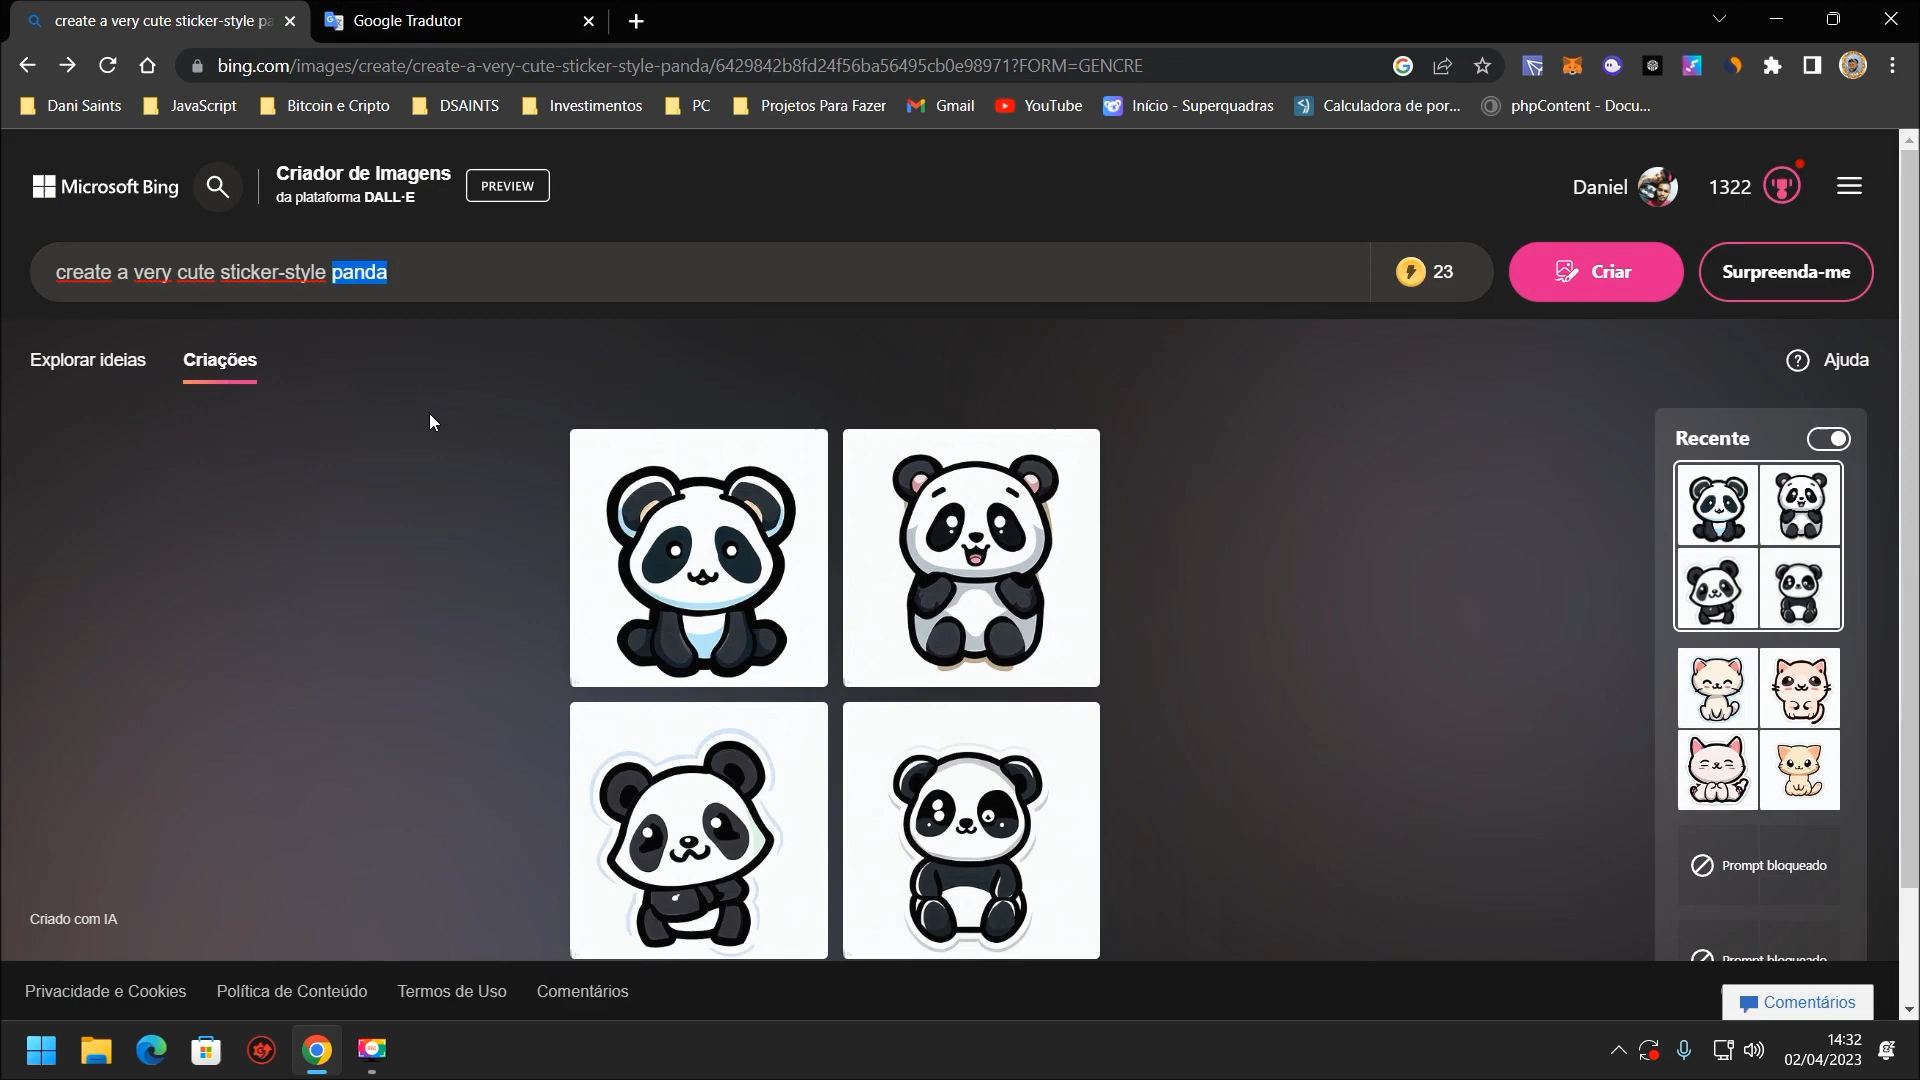 create a very cute sticker-style pa
Google Tradutor
bing.com/images/create/create-a-very-cute-sticker-style-panda/6429842b8fd24f56ba56495cb0e98971?FORM=GENCRE
Dani Saints
JavaScript
Bitcoin e Cripto
DSAINTS
Investimentos
PC
Projetos Para Fazer
Gmail
YouTube
Início - Superquadras
Calculadora de por...
phpContent - Docu...
Microsoft Bing
Criador de Imagens
da plataforma DALL·E
PREVIEW
Daniel
1322
create a very cute sticker-style panda
23
Criar
Surpreenda-me
Explorar ideias
Criações
Ajuda
Recente
Prompt bloqueado
Prompt bloqueado
Criado com IA
Privacidade e Cookies
Política de Conteúdo
Termos de Uso
Comentários
Comentários
14:32
02/04/2023